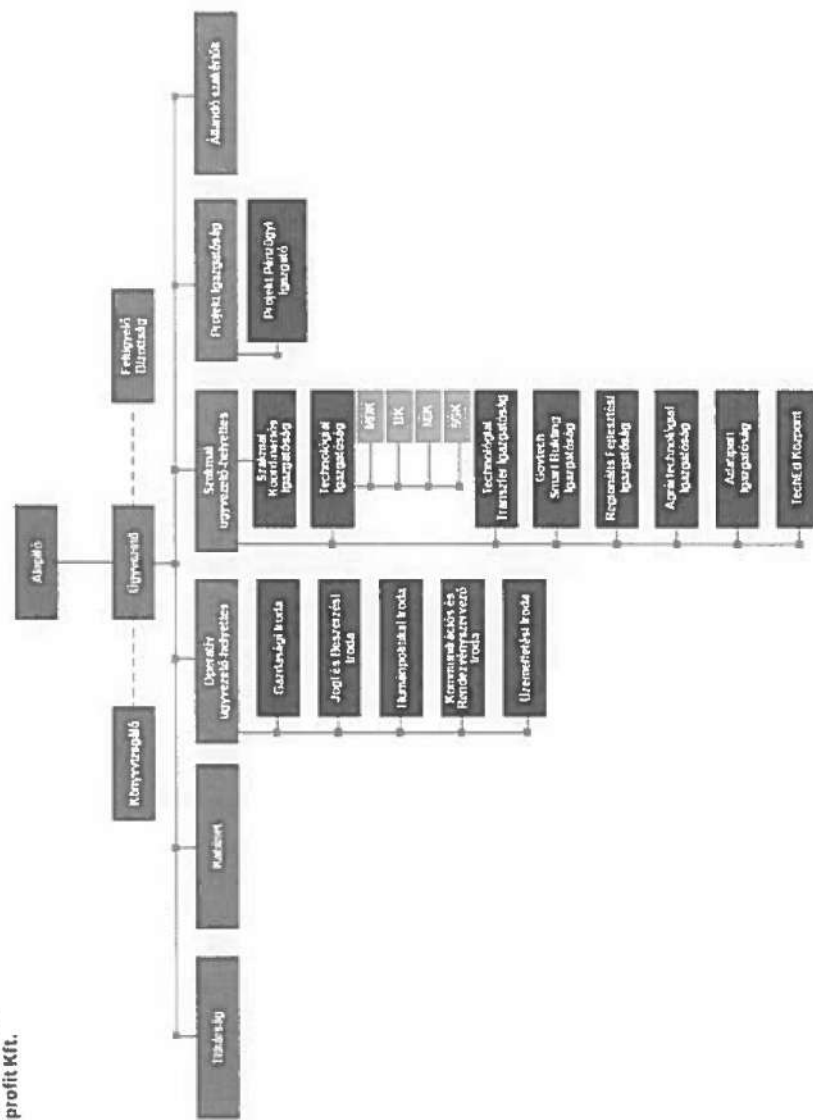 profit Kft.
Alapító
Könyvvizsgáló
Ügyvezető
Felügyelő
Bizottság
Titkárság
Kabinet
Operatív
ügyvezető-helyettes
Gazdasági Iroda
Jogi és Beszerzési
Iroda
Humánpolitikai Iroda
Kommunikációs és
Rendezvényszervező
Iroda
Üzemeltetési Iroda
Szakmai
ügyvezető-helyettes
Szakmai
Koordinációs
Igazgatóság
Technológiai
Igazgatóság
Technológiai
Transzfer Igazgatóság
Govtech
Smart Building
Igazgatóság
Regionális Fejlesztési
Igazgatóság
Agrártechnológiai
Igazgatóság
Adatipari
Igazgatóság
TechEd Központ
Projekt Igazgatóság
Projekt Pénzügyi
Igazgató
Állandó szakértők